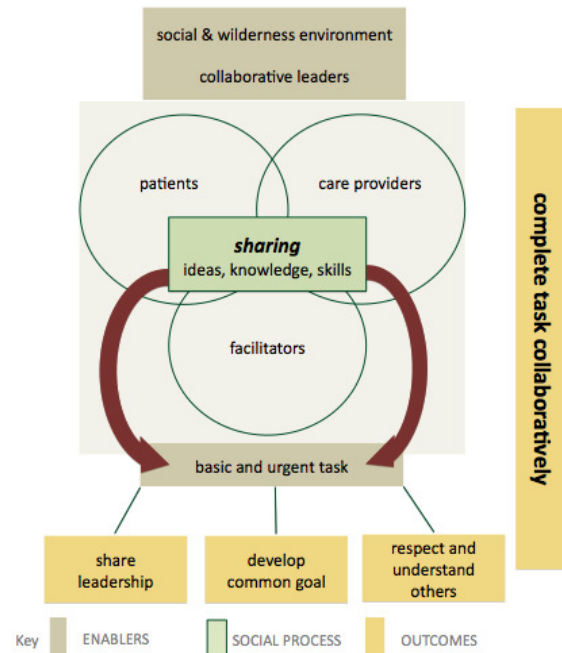 social & wilderness environment
collaborative leaders
patients
care providers
sharing
ideas, knowledge, skills
facilitators
complete task collaboratively
basic and urgent task
share
leadership
develop
common goal
respect and
understand
others
Key
ENABLERS
SOCIAL PROCESS
OUTCOMES